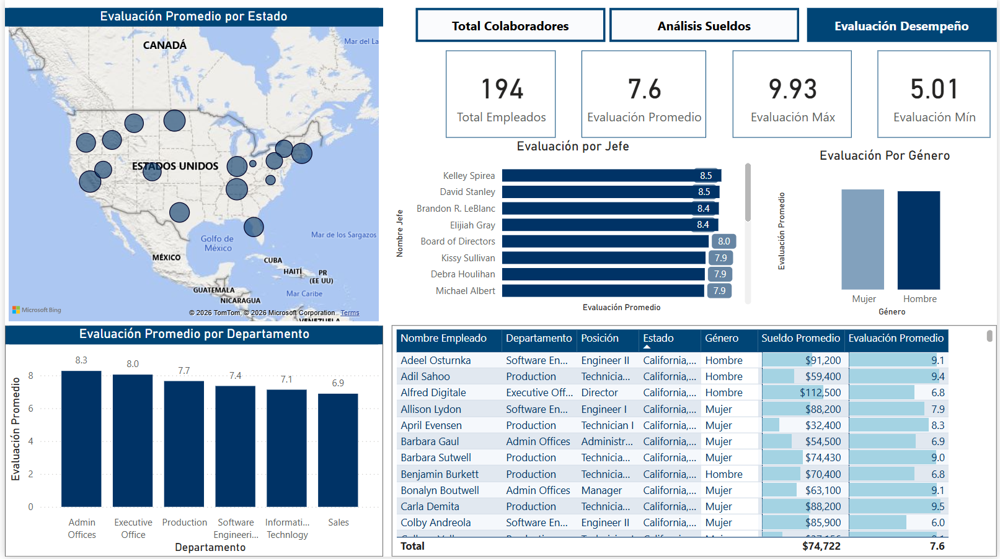 Evaluación Promedio por Estado
CANADÁ
Mar del La
ESTADOS UNIDOS
Golfo de
México
Mar de los Sargazos
MÉXICO
CUBA
HAITÍ
PR
(EE UU)
GUATEMALA
Mar Caribe
NICARAGUA
Microsoft Bing
© 2026 TomTom, © 2026 Microsoft Corporation Terms
VENEZUELA
Total Colaboradores
Análisis Sueldos
Evaluación Desempeño
194
Total Empleados
7.6
Evaluación Promedio
9.93
Evaluación Máx
5.01
Evaluación Mín
Evaluación por Jefe
Nombre Jefe
Kelley Spirea 8.5
David Stanley 8.5
Brandon R. LeBlanc 8.4
Elijiah Gray 8.4
Board of Directors 8.0
Kissy Sullivan 7.9
Debra Houlihan 7.9
Michael Albert 7.9
Evaluación Promedio
Evaluación Por Género
Evaluación Promedio
Mujer Hombre
Género
Evaluación Promedio por Departamento
Evaluación Promedio
8
6
4
2
0
8.3 8.0 7.7 7.4 7.1 6.9
Admin Executive Production Software Informati... Sales
Offices Office Engineeri... Technlogy
Departamento
Nombre Empleado Departamento Posición Estado Género Sueldo Promedio Evaluación Promedio
Adeel Osturnka Software En... Engineer II California,... Hombre $91,200 9.1
Adil Sahoo Production Technicia... California,... Hombre $59,400 9.4
Alfred Digitale Executive Off... Director California,... Hombre $112,500 6.8
Allison Lydon Software En... Engineer I California,... Mujer $88,200 7.9
April Evensen Production Technician I California,... Mujer $32,400 8.3
Barbara Gaul Admin Offices Administr... California,... Mujer $54,500 6.9
Barbara Sutwell Production Technicia... California,... Mujer $74,430 9.0
Benjamin Burkett Production Technicia... California,... Hombre $70,400 6.8
Bonalyn Boutwell Admin Offices Manager California,... Mujer $63,100 9.1
Carla Demita Production Technicia... California,... Mujer $88,200 9.5
Colby Andreola Software En... Engineer II California,... Mujer $85,900 6.0
Total $74,722 7.6